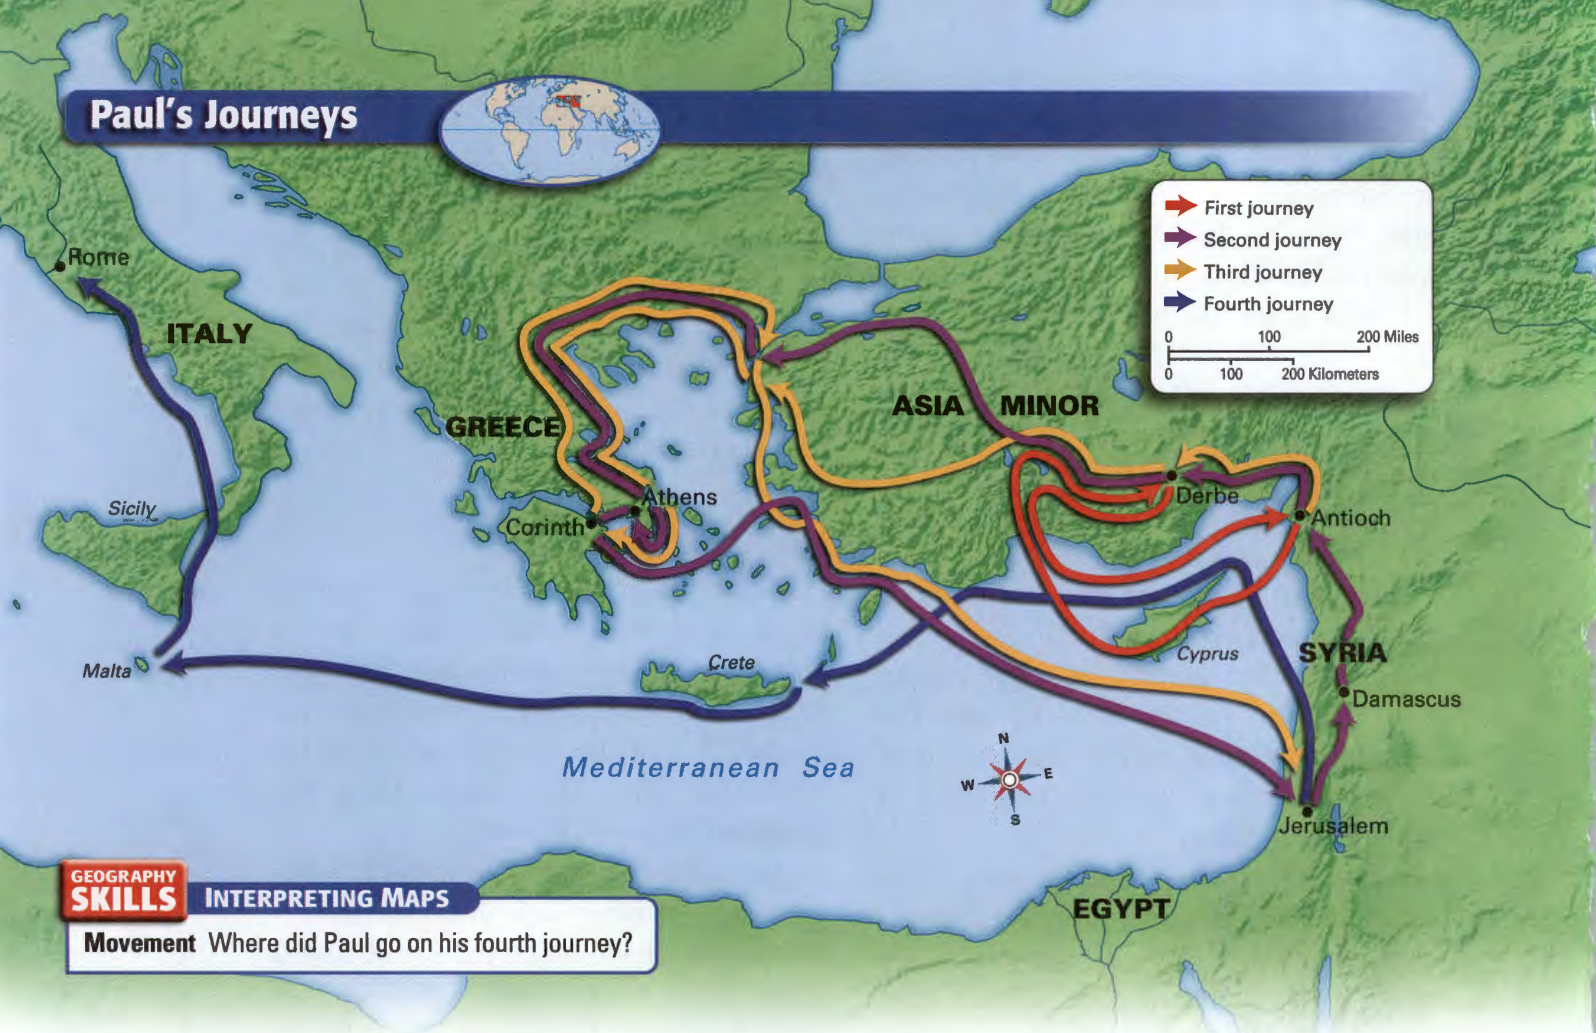 Paul's Journeys
First journey
Second journey
Third journey
Fourth journey
0 100 200 Miles
0 100 200 Kilometers
Rome
ITALY
GREECE
ASIA MINOR
Sicily
Athens
Corinth
Derbe
Antioch
Malta
Crete
Cyprus
SYRIA
Damascus
Mediterranean Sea
N
W
E
S
Jerusalem
EGYPT
GEOGRAPHY
SKILLS
INTERPRETING MAPS
Movement Where did Paul go on his fourth journey?